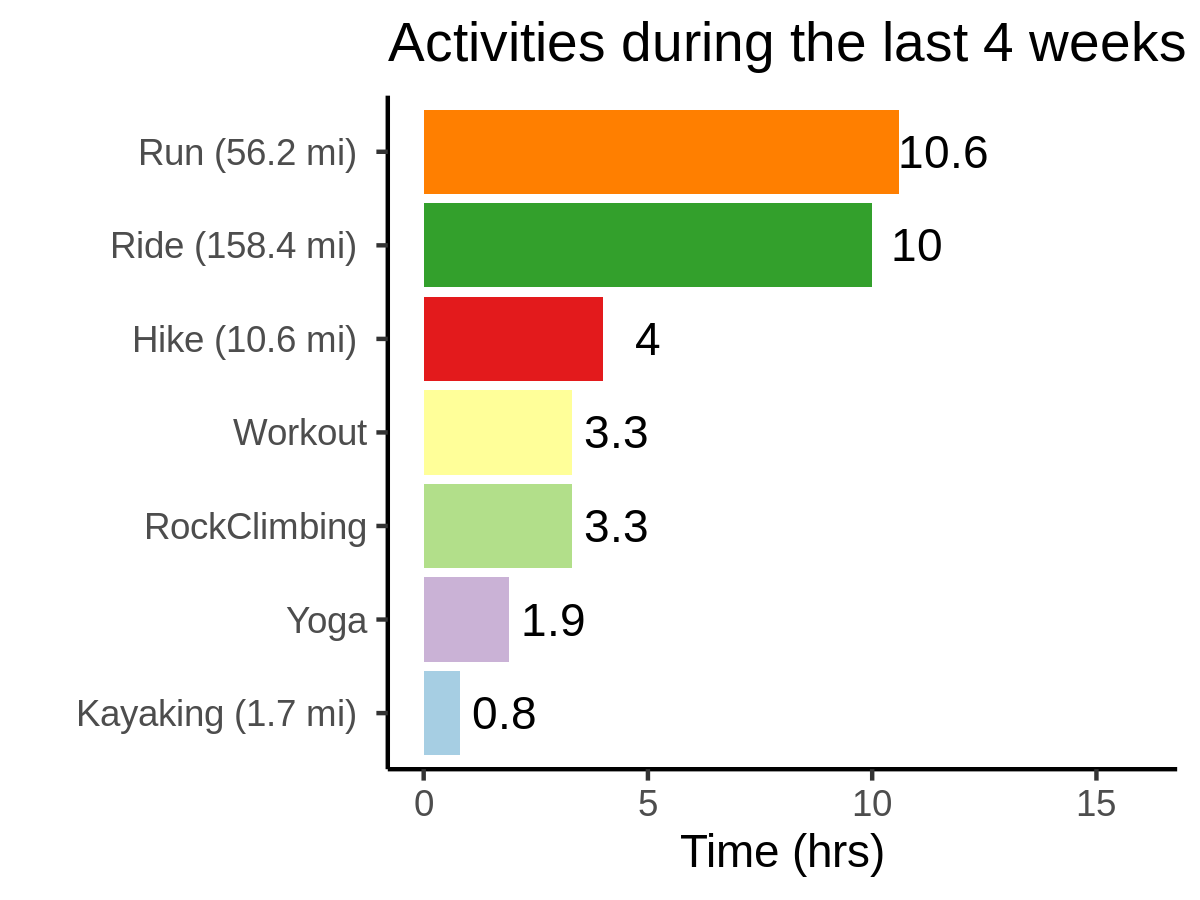 Activities during the last 4 weeks
Run (56.2 mi) 10.6
Ride (158.4 mi) 10
Hike (10.6 mi) 4
Workout 3.3
RockClimbing 3.3
Yoga 1.9
Kayaking (1.7 mi) 0.8
0 5 10 15
Time (hrs)